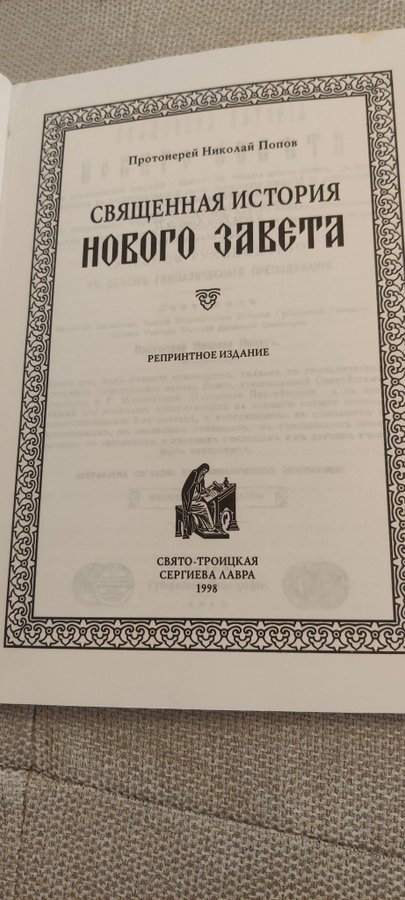 Протоиерей Николай Попов
СВЯЩЕННАЯ ИСТОРИЯ
НОВОГО ЗАВЕТА
РЕПРИНТНОЕ ИЗДАНИЕ
СВЯТО-ТРОИЦКАЯ
СЕРГИЕВА ЛАВРА
1998